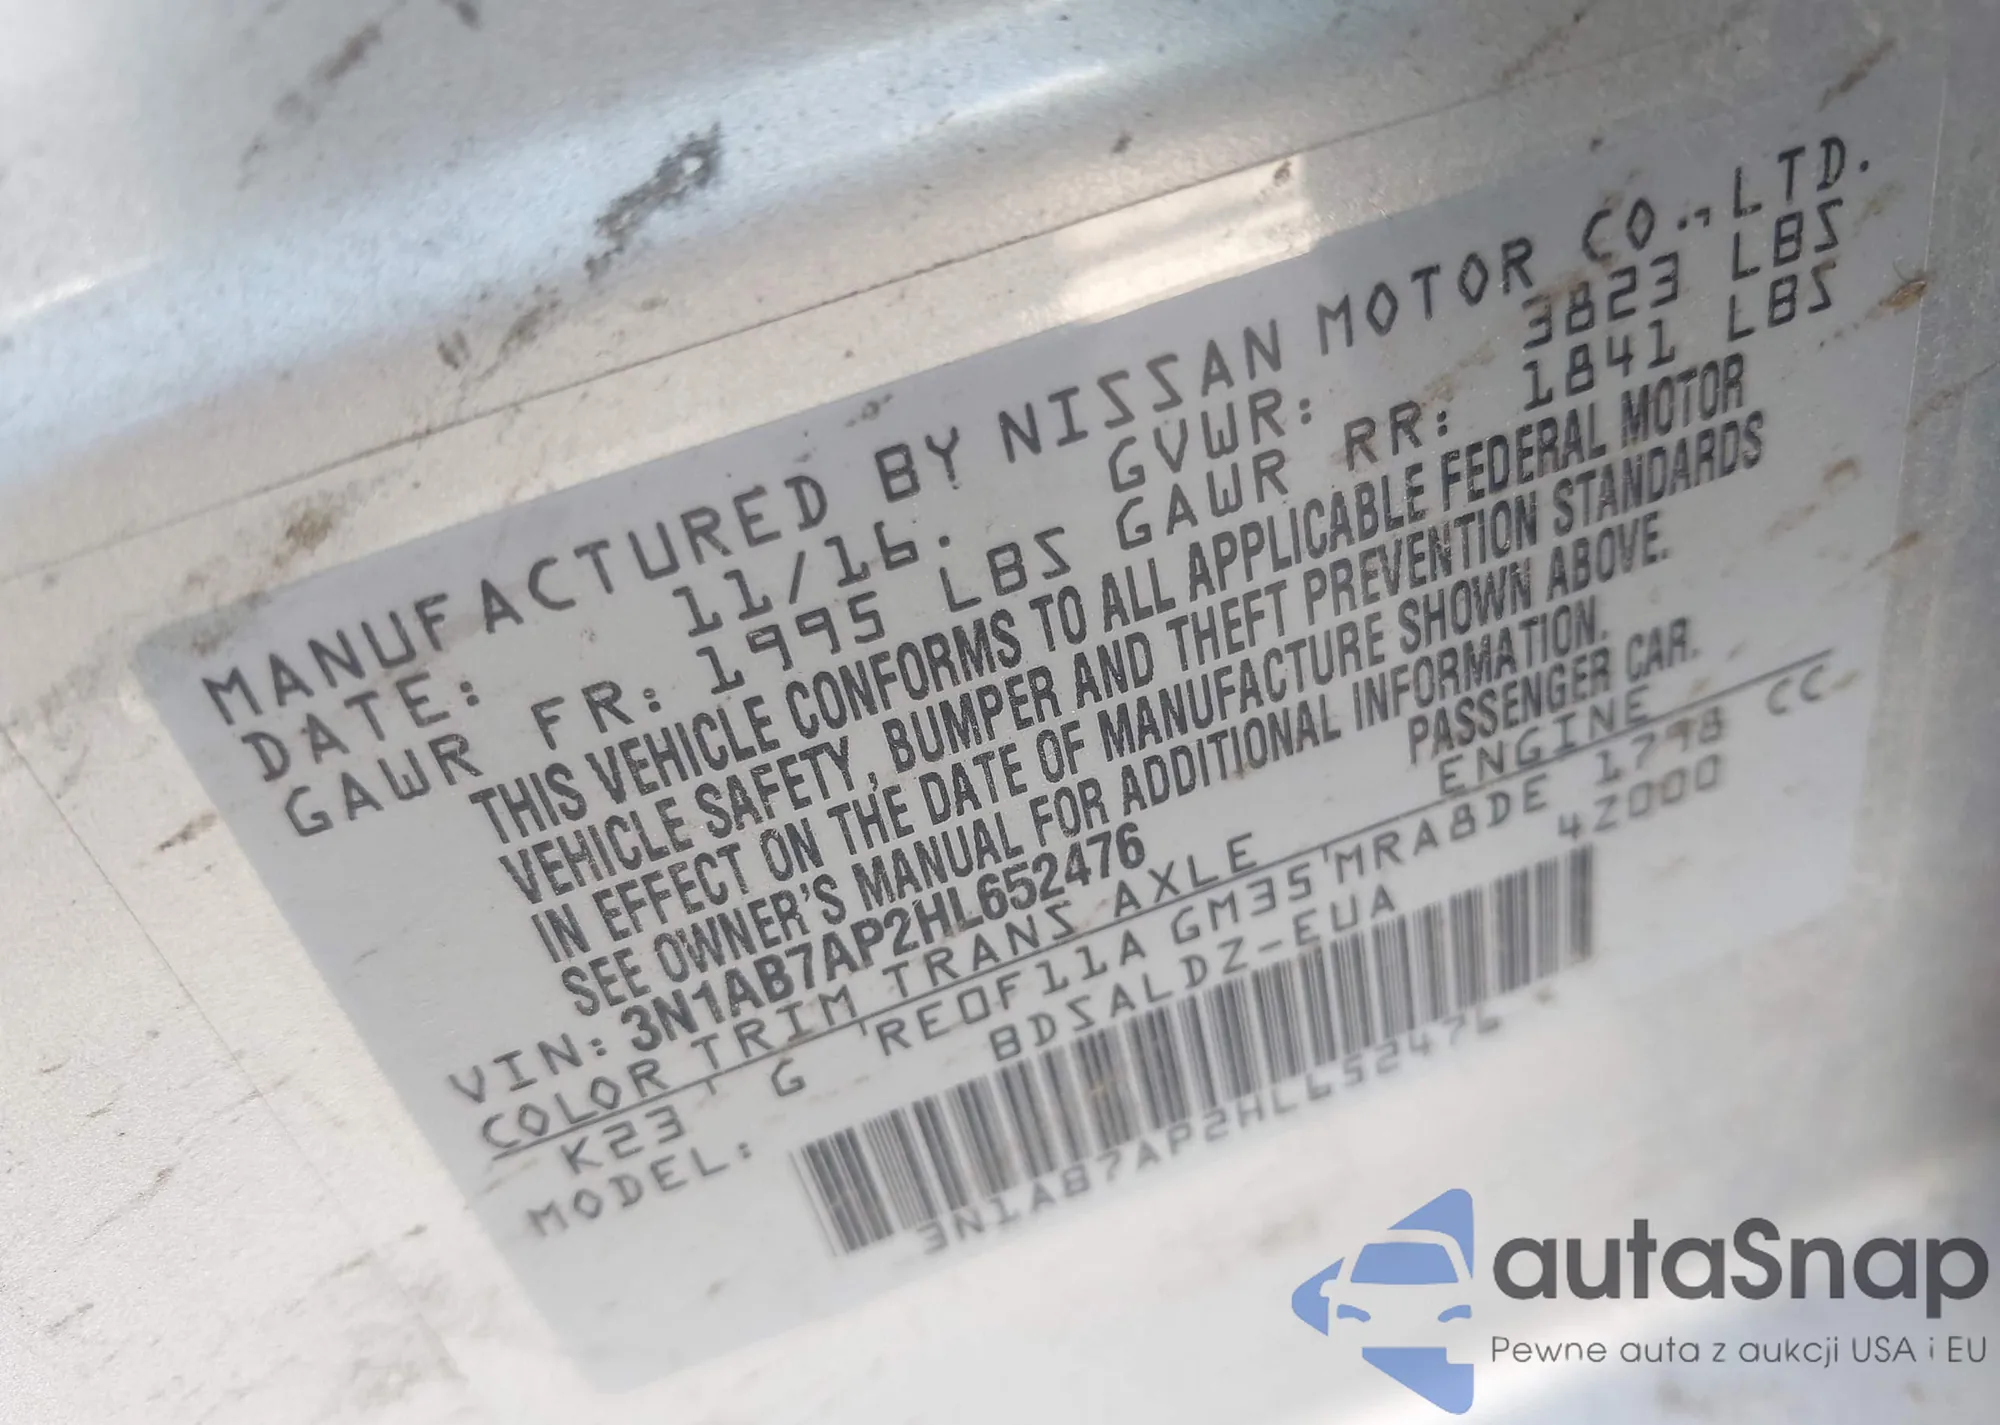 MANUFACTURED BY NISSAN MOTOR CO.,LTD.
DATE: 11/16. GVWR: 3823 LBS
GAWR FR: 1995 LBS GAWR RR: 1841 LBS
THIS VEHICLE CONFORMS TO ALL APPLICABLE FEDERAL MOTOR
VEHICLE SAFETY, BUMPER AND THEFT PREVENTION STANDARDS
IN EFFECT ON THE DATE OF MANUFACTURE SHOWN ABOVE.
SEE OWNER'S MANUAL FOR ADDITIONAL INFORMATION.
VIN: 3N1AB7AP2HL652476 PASSENGER CAR.
COLOR TRIM TRANS AXLE ENGINE
K23 G RE0F11A GM35 MRA8DE 1798 CC
MODEL: BDSALDZ-EUA 4Z000
3N1AB7AP2HL652476
autaSnap
Pewne auta z aukcji USA i EU